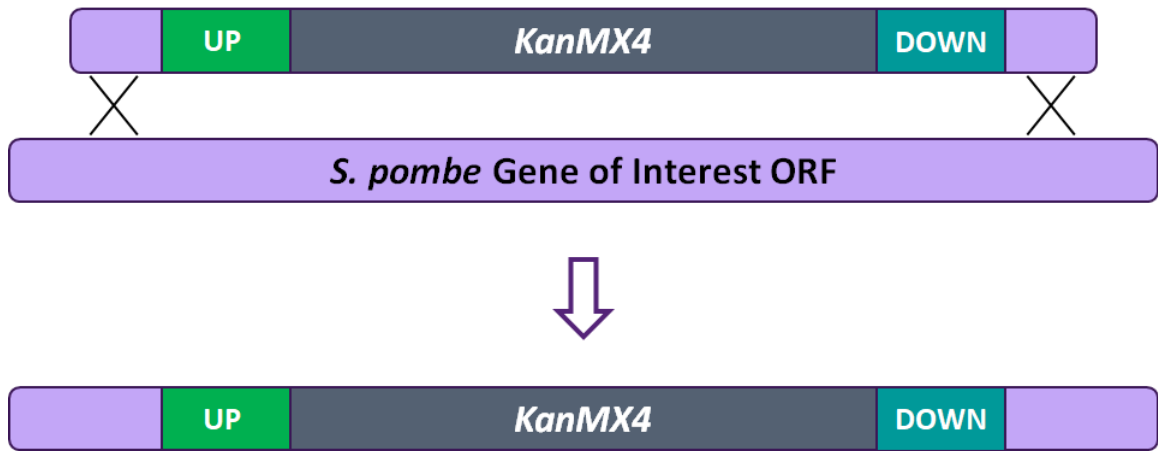 UP KanMX4 DOWN
S. pombe Gene of Interest ORF
UP KanMX4 DOWN